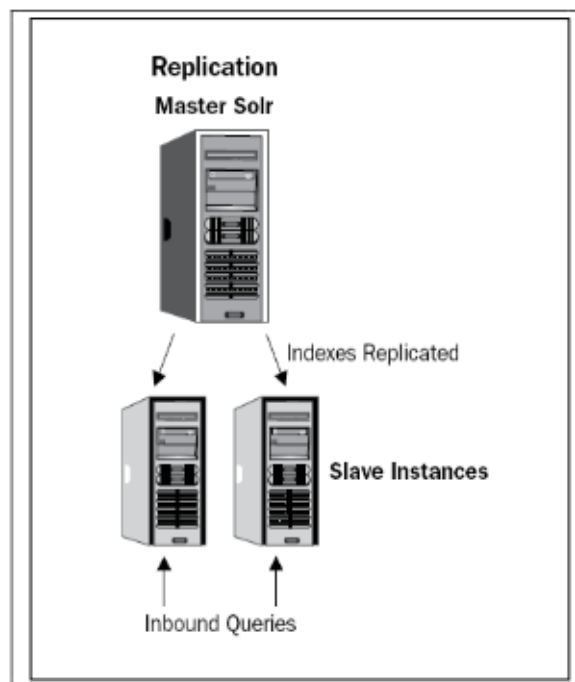 Replication
Master Solr
Indexes Replicated
Slave Instances
Inbound Queries